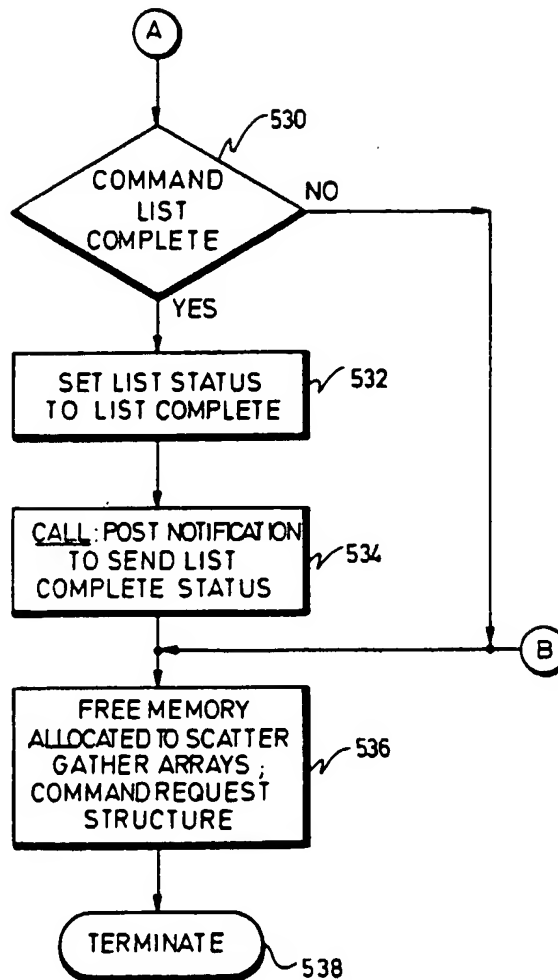 A
530
COMMAND
LIST
COMPLETE
NO
YES
SET LIST STATUS
TO LIST COMPLETE
532
CALL: POST NOTIFICATION
TO SEND LIST
COMPLETE STATUS
534
B
FREE MEMORY
ALLOCATED TO SCATTER
GATHER ARRAYS;
COMMAND REQUEST
STRUCTURE
536
TERMINATE
538